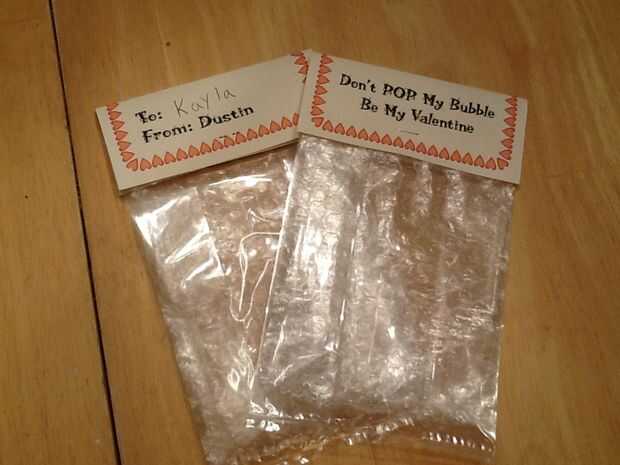 To: Kayla
From: Dustin
Don't POP My Bubble
Be My Valentine